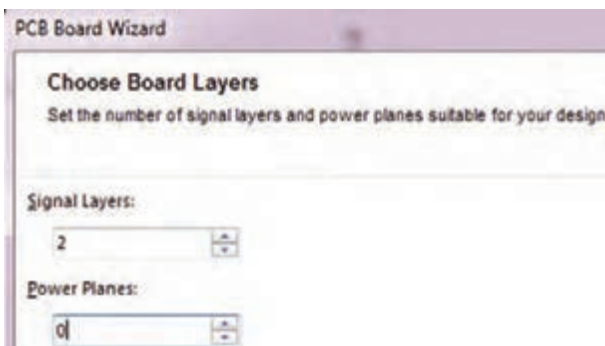 PCB Board Wizard
Choose Board Layers
Set the number of signal layers and power planes suitable for your design
Signal Layers:
2
Power Planes:
0